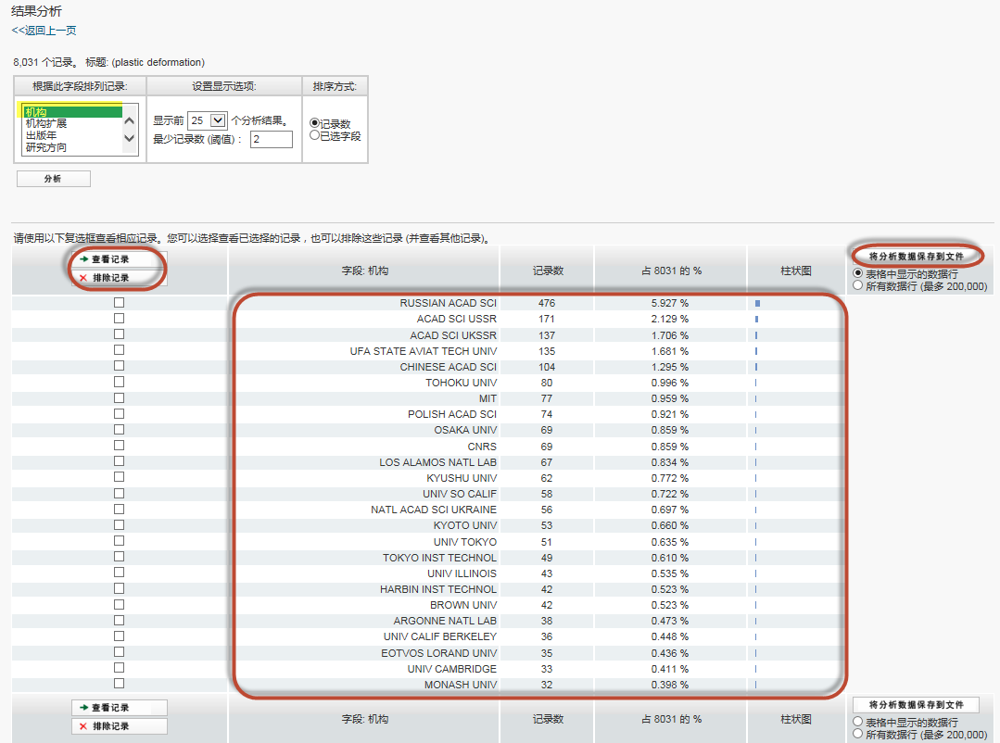 结果分析
<<返回上一页
8,031 个记录。 标题: (plastic deformation)
根据此字段排列记录: 设置显示选项: 排序方式:
机构
机构扩展
出版年
研究方向
显示前 25 个分析结果。
最少记录数 (阈值) : 2
记录数
已选字段
分析
请使用以下复选框查看相应记录。您可以选择查看已选择的记录，也可以排除这些记录 (并查看其他记录)。
查看记录
排除记录
字段: 机构 记录数 占 8031 的 % 柱状图
将分析数据保存到文件
表格中显示的数据行
所有数据行 (最多 200,000)
RUSSIAN ACAD SCI 476 5.927 %
ACAD SCI USSR 171 2.129 %
ACAD SCI UKSSR 137 1.706 %
UFA STATE AVIAT TECH UNIV 135 1.681 %
CHINESE ACAD SCI 104 1.295 %
TOHOKU UNIV 80 0.996 %
MIT 77 0.959 %
POLISH ACAD SCI 74 0.921 %
OSAKA UNIV 69 0.859 %
CNRS 69 0.859 %
LOS ALAMOS NATL LAB 67 0.834 %
KYUSHU UNIV 62 0.772 %
UNIV SO CALIF 58 0.722 %
NATL ACAD SCI UKRAINE 56 0.697 %
KYOTO UNIV 53 0.660 %
UNIV TOKYO 51 0.635 %
TOKYO INST TECHNOL 49 0.610 %
UNIV ILLINOIS 43 0.535 %
HARBIN INST TECHNOL 42 0.523 %
BROWN UNIV 42 0.523 %
ARGONNE NATL LAB 38 0.473 %
UNIV CALIF BERKELEY 36 0.448 %
EOTVOS LORAND UNIV 35 0.436 %
UNIV CAMBRIDGE 33 0.411 %
MONASH UNIV 32 0.398 %
查看记录
排除记录
字段: 机构 记录数 占 8031 的 % 柱状图
将分析数据保存到文件
表格中显示的数据行
所有数据行 (最多 200,000)